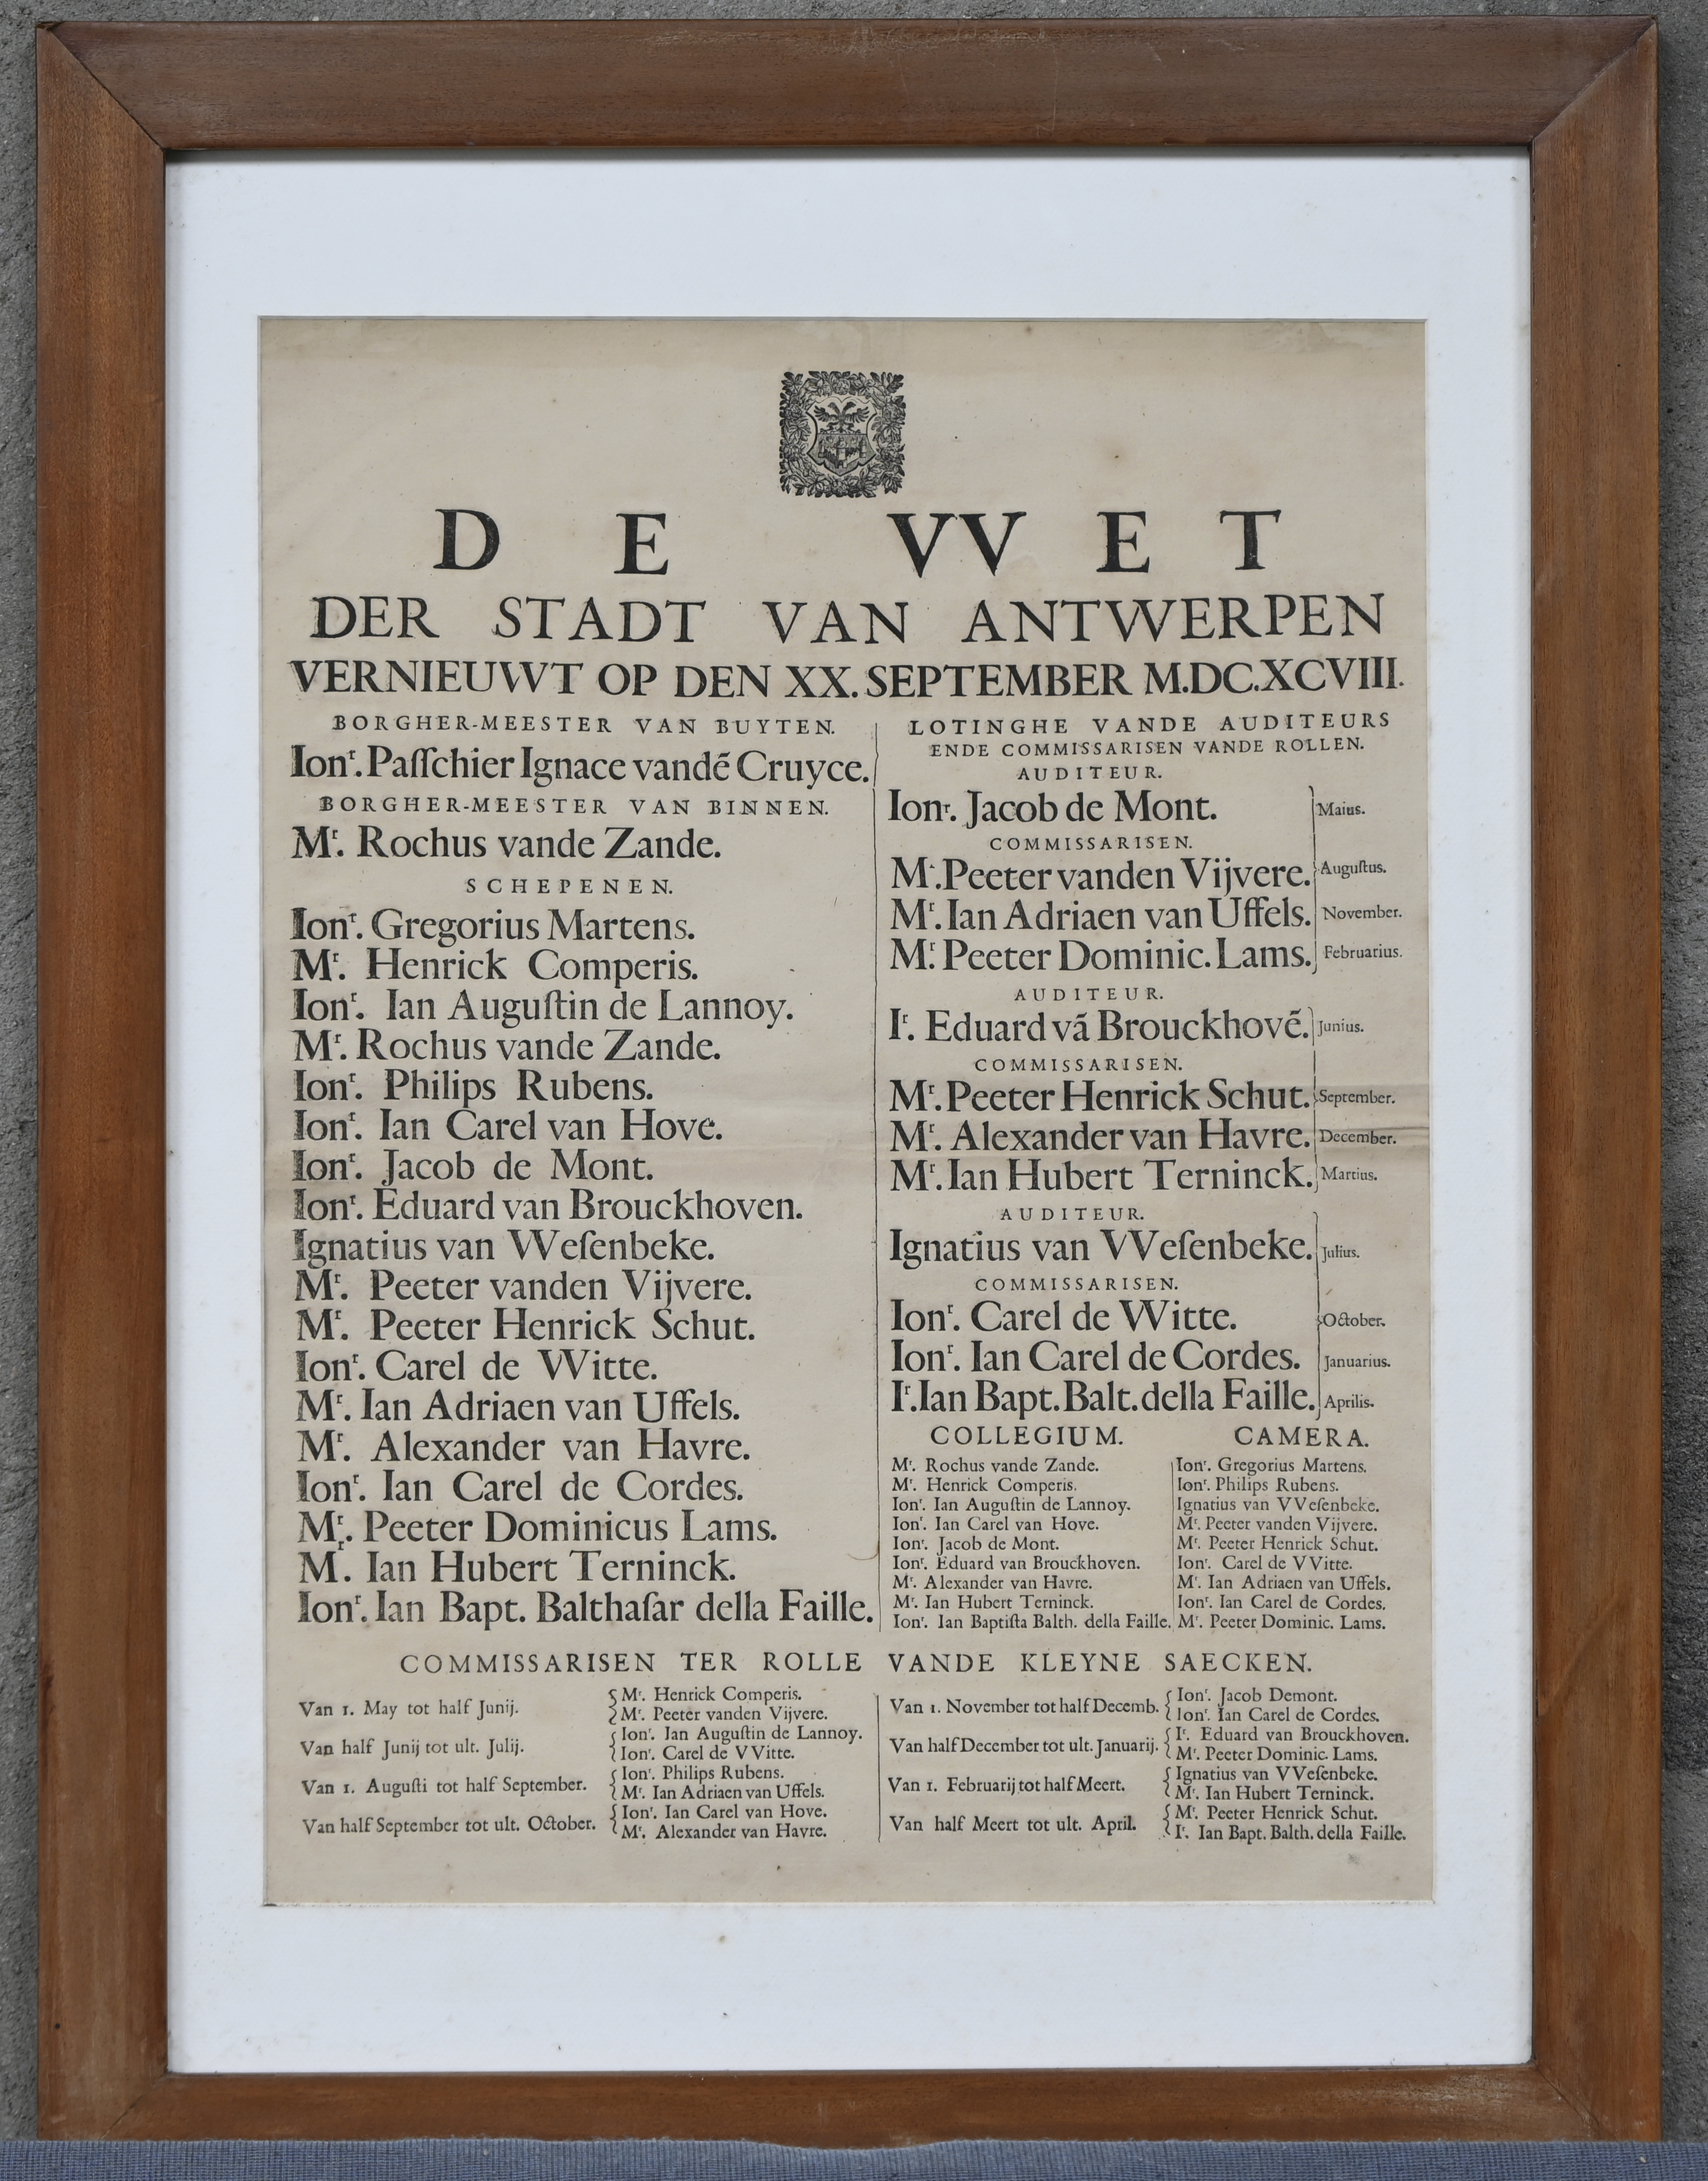 DE VVET
DER STADT VAN ANTWERPEN
VERNIEUWT OP DEN XX. SEPTEMBER M.DC.XCVIII.
BORGHER-MEESTER VAN BUYTEN.
Ionʳ. Paſſchier Ignace vandẽ Cruyce.
BORGHER-MEESTER VAN BINNEN.
Mʳ. Rochus vande Zande.
SCHEPENEN.
Ionʳ. Gregorius Martens.
Mʳ. Henrick Comperis.
Ionʳ. Ian Auguſtin de Lannoy.
Mʳ. Rochus vande Zande.
Ionʳ. Philips Rubens.
Ionʳ. Ian Carel van Hove.
Ionʳ. Jacob de Mont.
Ionʳ. Eduard van Brouckhoven.
Ignatius van VVeſenbeke.
Mʳ. Peeter vanden Vijvere.
Mʳ. Peeter Henrick Schut.
Ionʳ. Carel de VVitte.
Mʳ. Ian Adriaen van Uffels.
Mʳ. Alexander van Havre.
Ionʳ. Ian Carel de Cordes.
Mʳ. Peeter Dominicus Lams.
Mʳ. Ian Hubert Terninck.
Ionʳ. Ian Bapt. Balthaſar della Faille.
LOTINGHE VANDE AUDITEURS
ENDE COMMISSARISEN VANDE ROLLEN.
AUDITEUR.
Ionʳ. Jacob de Mont. Maius.
COMMISSARISEN.
Mʳ. Peeter vanden Vijvere. Auguſtus.
Mʳ. Ian Adriaen van Uffels. November.
Mʳ. Peeter Dominic. Lams. Februarius.
AUDITEUR.
Iʳ. Eduard vã Brouckhovẽ. Junius.
COMMISSARISEN.
Mʳ. Peeter Henrick Schut. September.
Mʳ. Alexander van Havre. December.
Mʳ. Ian Hubert Terninck. Martius.
AUDITEUR.
Ignatius van VVeſenbeke. Julius.
COMMISSARISEN.
Ionʳ. Carel de Witte. October.
Ionʳ. Ian Carel de Cordes. Januarius.
Iʳ. Ian Bapt. Balt. della Faille. Aprilis.
COLLEGIUM.
Mʳ. Rochus vande Zande.
Mʳ. Henrick Comperis.
Ionʳ. Ian Auguſtin de Lannoy.
Ionʳ. Ian Carel van Hove.
Ionʳ. Jacob de Mont.
Ionʳ. Eduard van Brouckhoven.
Mʳ. Alexander van Havre.
Mʳ. Ian Hubert Terninck.
Ionʳ. Ian Baptiſta Balth. della Faille.
CAMERA.
Ionʳ. Gregorius Martens.
Ionʳ. Philips Rubens.
Ignatius van VVeſenbeke.
Mʳ. Peeter vanden Vijvere.
Mʳ. Peeter Henrick Schut.
Ionʳ. Carel de VVitte.
Mʳ. Ian Adriaen van Uffels.
Ionʳ. Ian Carel de Cordes.
Mʳ. Peeter Dominic. Lams.
COMMISSARISEN TER ROLLE VANDE KLEYNE SAECKEN.
Van 1. May tot half Junij.
Mʳ. Henrick Comperis.
Mʳ. Peeter vanden Vijvere.
Van half Junij tot ult. Julij.
Ionʳ. Jan Auguſtin de Lannoy.
Ionʳ. Carel de VVitte.
Van 1. Auguſti tot half September.
Ionʳ. Philips Rubens.
Mʳ. Ian Adriaen van Uffels.
Van half September tot ult. October.
Ionʳ. Ian Carel van Hove.
Mʳ. Alexander van Havre.
Van 1. November tot half Decemb.
Ionʳ. Jacob Demont.
Ionʳ. Ian Carel de Cordes.
Van half December tot ult. Januarij.
Iʳ. Eduard van Brouckhoven.
Mʳ. Peeter Dominic. Lams.
Van 1. Februarij tot half Meert.
Ignatius van VVeſenbeke.
Mʳ. Ian Hubert Terninck.
Van half Meert tot ult. April.
Mʳ. Peeter Henrick Schut.
Iʳ. Ian Bapt. Balth. della Faille.